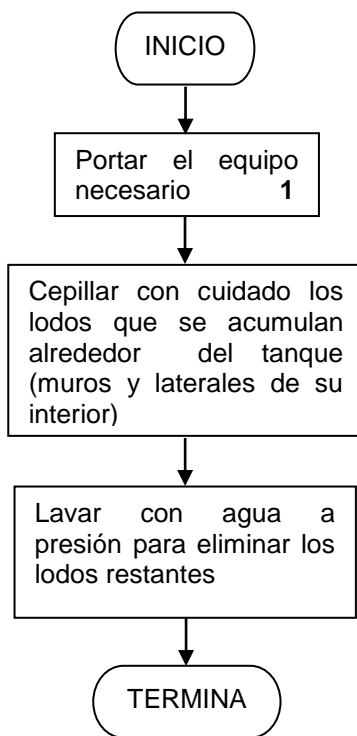 INICIO
Portar el equipo
necesario 1
Cepillar con cuidado los
lodos que se acumulan
alrededor del tanque
(muros y laterales de su
interior)
Lavar con agua a
presión para eliminar los
lodos restantes
TERMINA